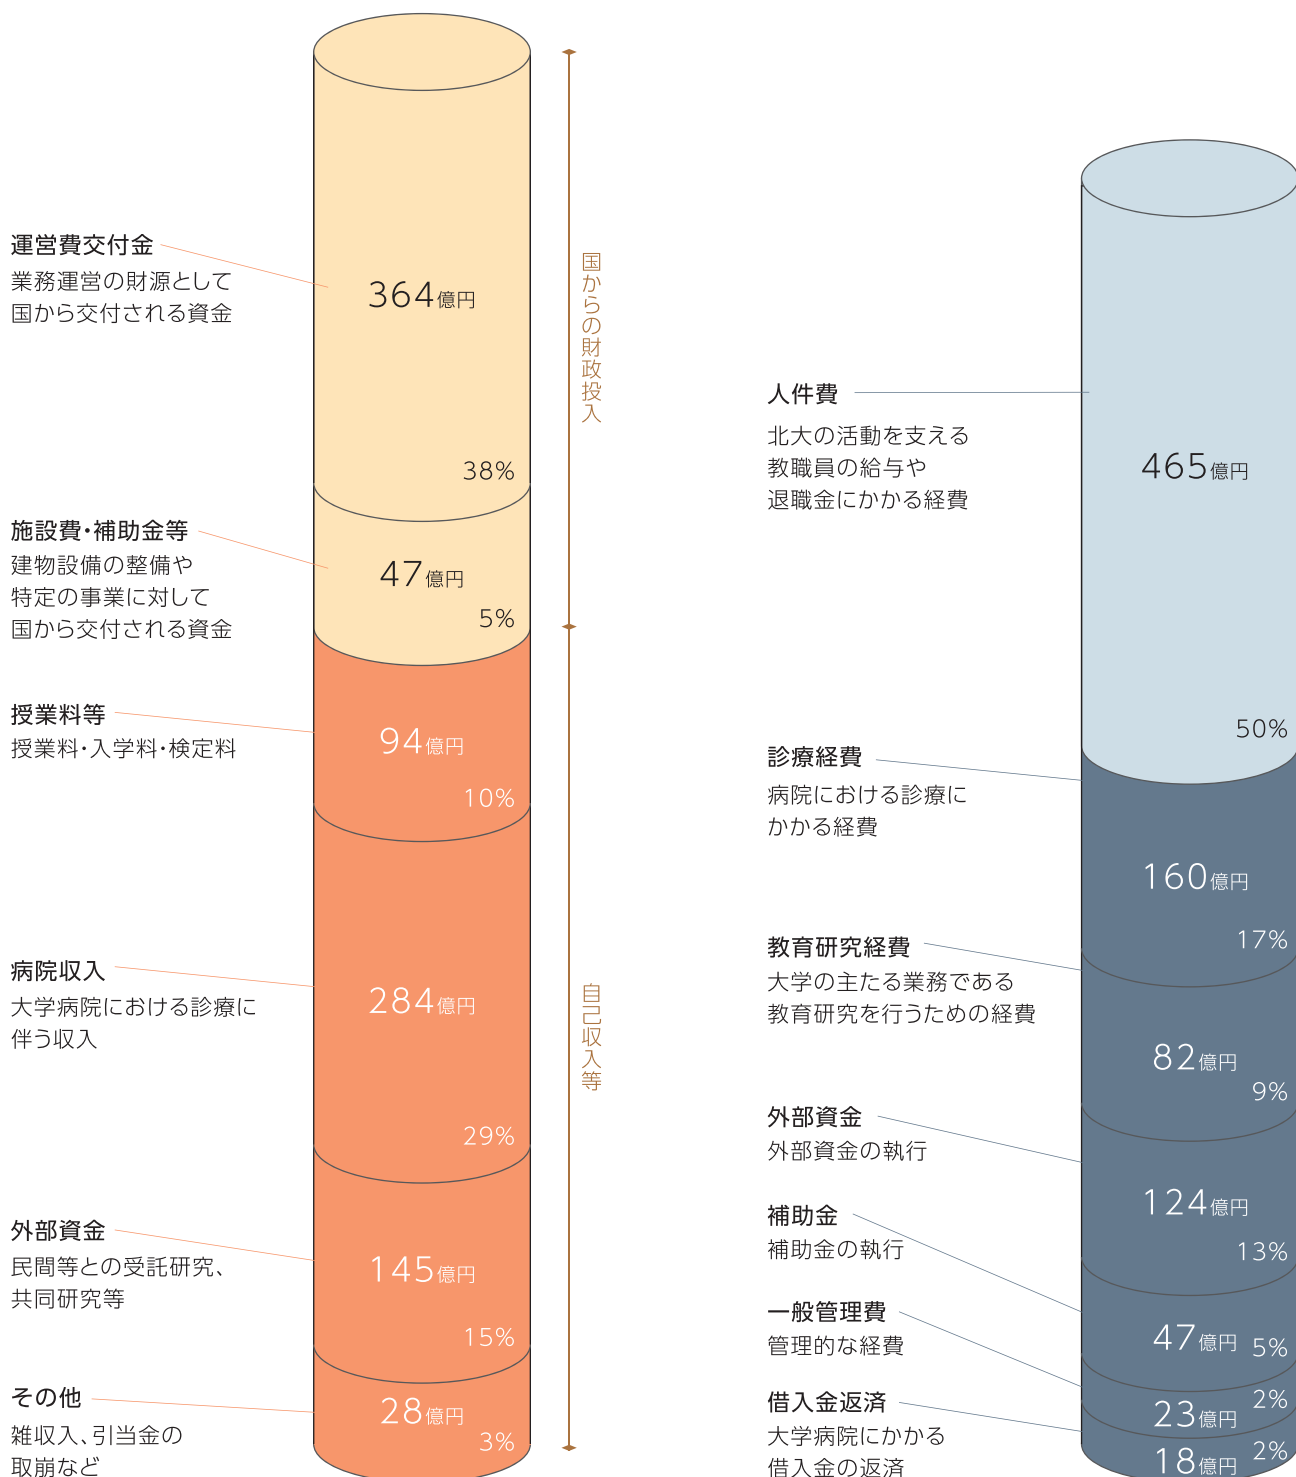 運営費交付金
業務運営の財源として
国から交付される資金
364億円
38%
施設費・補助金等
建物設備の整備や
特定の事業に対して
国から交付される資金
47億円
5%
国からの財政投入
授業料等
授業料・入学料・検定料
94億円
10%
病院収入
大学病院における診療に
伴う収入
284億円
29%
外部資金
民間等との受託研究、
共同研究等
145億円
15%
その他
雑収入、引当金の
取崩など
28億円
3%
自己収入等
人件費
北大の活動を支える
教職員の給与や
退職金にかかる経費
465億円
50%
診療経費
病院における診療に
かかる経費
160億円
17%
教育研究経費
大学の主たる業務である
教育研究を行うための経費
82億円
9%
外部資金
外部資金の執行
124億円
13%
補助金
補助金の執行
47億円
5%
一般管理費
管理的な経費
23億円
2%
借入金返済
大学病院にかかる
借入金の返済
18億円
2%